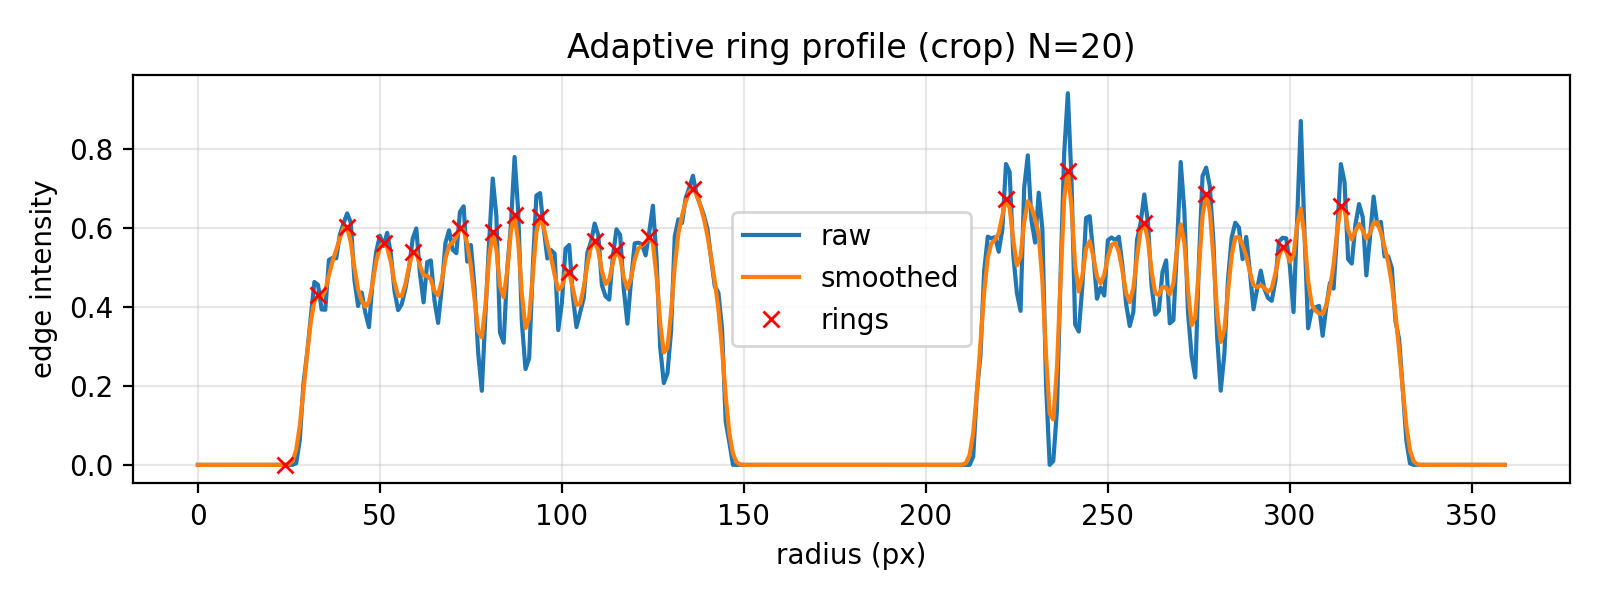 Adaptive ring profile (crop) N=20)
edge intensity
0.8
0.6
0.4
0.2
0.0
raw
smoothed
rings
0 50 100 150 200 250 300 350
radius (px)